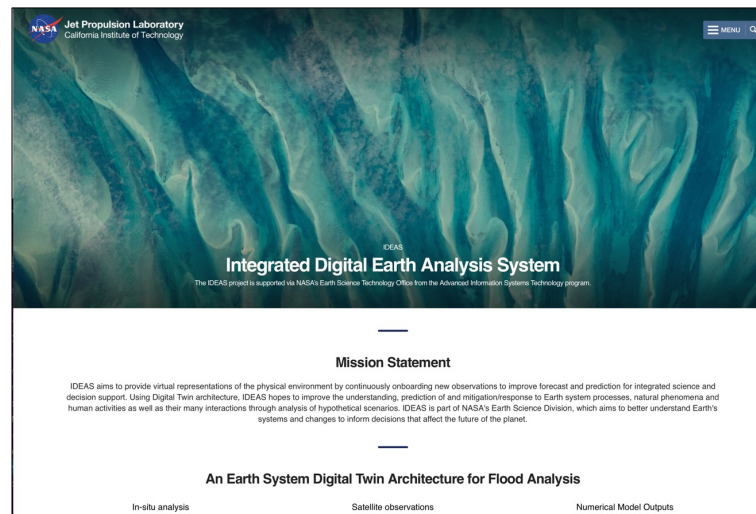 NASA
Jet Propulsion Laboratory
California Institute of Technology
MENU
IDEAS
Integrated Digital Earth Analysis System
The IDEAS project is supported via NASA's Earth Science Technology Office from the Advanced Information Systems Technology program.
Mission Statement
IDEAS aims to provide virtual representations of the physical environment by continuously onboarding new observations to improve forecast and prediction for integrated science and
decision support. Using Digital Twin architecture, IDEAS hopes to improve the understanding, prediction of and mitigation/response to Earth system processes, natural phenomena and
human activities as well as their many interactions through analysis of hypothetical scenarios. IDEAS is part of NASA's Earth Science Division, which aims to better understand Earth's
systems and changes to inform decisions that affect the future of the planet.
An Earth System Digital Twin Architecture for Flood Analysis
In-situ analysis
Satellite observations
Numerical Model Outputs